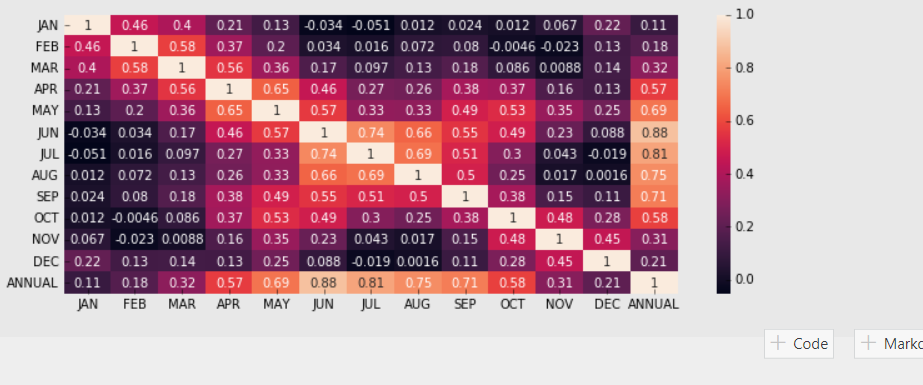 JAN 1 0.46 0.4 0.21 0.13 -0.034 -0.051 0.012 0.024 0.012 0.067 0.22 0.11
FEB 0.46 1 0.58 0.37 0.2 0.034 0.016 0.072 0.08 -0.0046 -0.023 0.13 0.18
MAR 0.4 0.58 1 0.56 0.36 0.17 0.097 0.13 0.18 0.086 0.0088 0.14 0.32
APR 0.21 0.37 0.56 1 0.65 0.46 0.27 0.26 0.38 0.37 0.16 0.13 0.57
MAY 0.13 0.2 0.36 0.65 1 0.57 0.33 0.33 0.49 0.53 0.35 0.25 0.69
JUN -0.034 0.034 0.17 0.46 0.57 1 0.74 0.66 0.55 0.49 0.23 0.088 0.88
JUL -0.051 0.016 0.097 0.27 0.33 0.74 1 0.69 0.51 0.3 0.043 -0.019 0.81
AUG 0.012 0.072 0.13 0.26 0.33 0.66 0.69 1 0.5 0.25 0.017 0.0016 0.75
SEP 0.024 0.08 0.18 0.38 0.49 0.55 0.51 0.5 1 0.38 0.15 0.11 0.71
OCT 0.012 -0.0046 0.086 0.37 0.53 0.49 0.3 0.25 0.38 1 0.48 0.28 0.58
NOV 0.067 -0.023 0.0088 0.16 0.35 0.23 0.043 0.017 0.15 0.48 1 0.45 0.31
DEC 0.22 0.13 0.14 0.13 0.25 0.088 -0.019 0.0016 0.11 0.28 0.45 1 0.21
ANNUAL 0.11 0.18 0.32 0.57 0.69 0.88 0.81 0.75 0.71 0.58 0.31 0.21 1
JAN FEB MAR APR MAY JUN JUL AUG SEP OCT NOV DEC ANNUAL
1.0
0.8
0.6
0.4
0.2
0.0
+ Code + Markd